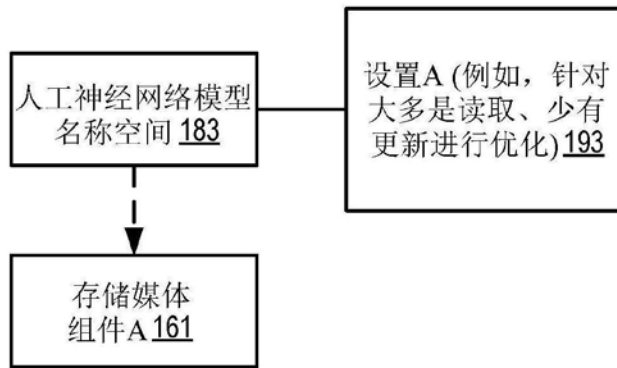 人工神经网络模型
名称空间 183
设置A (例如，针对
大多是读取、少有
更新进行优化) 193
存储媒体
组件A 161